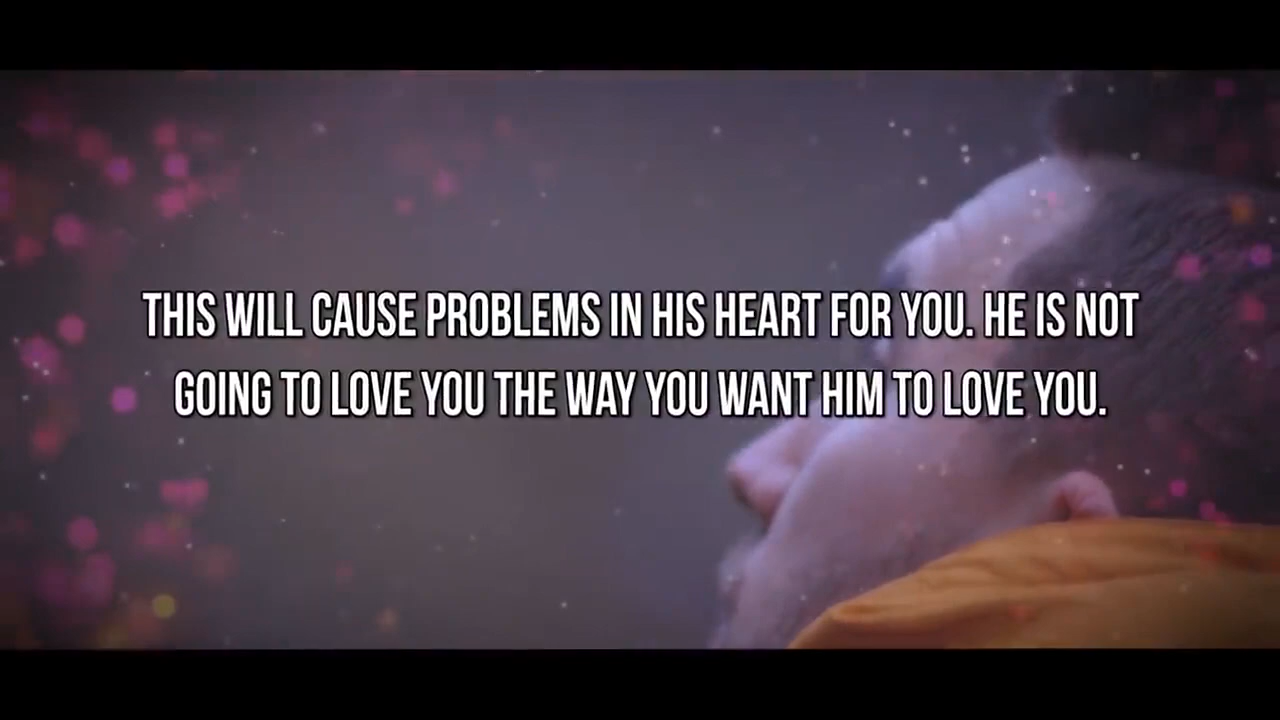 THIS WILL CAUSE PROBLEMS IN HIS HEART FOR YOU. HE IS NOT
GOING TO LOVE YOU THE WAY YOU WANT HIM TO LOVE YOU.